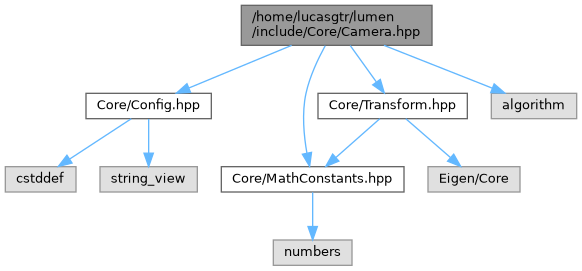 /home/lucasgtr/lumen
/include/Core/Camera.hpp
Core/Config.hpp
Core/Transform.hpp
algorithm
cstddef
string_view
Core/MathConstants.hpp
Eigen/Core
numbers